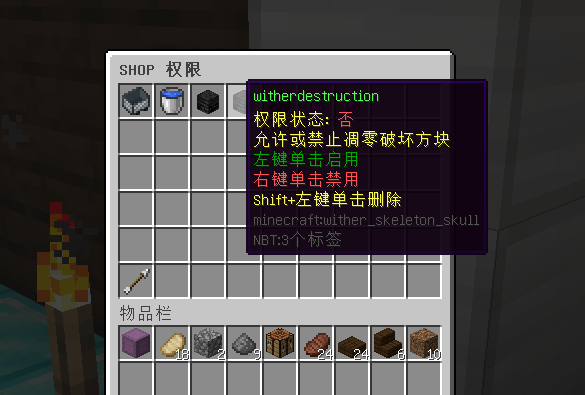 SHOP 权限
witherdestruction
权限状态: 否
允许或禁止凋零破坏方块
左键单击启用
右键单击禁用
Shift+左键单击删除
minecraft:wither_skeleton_skull
NBT:3个标签
物品栏
18 2 9 24 24 6 10